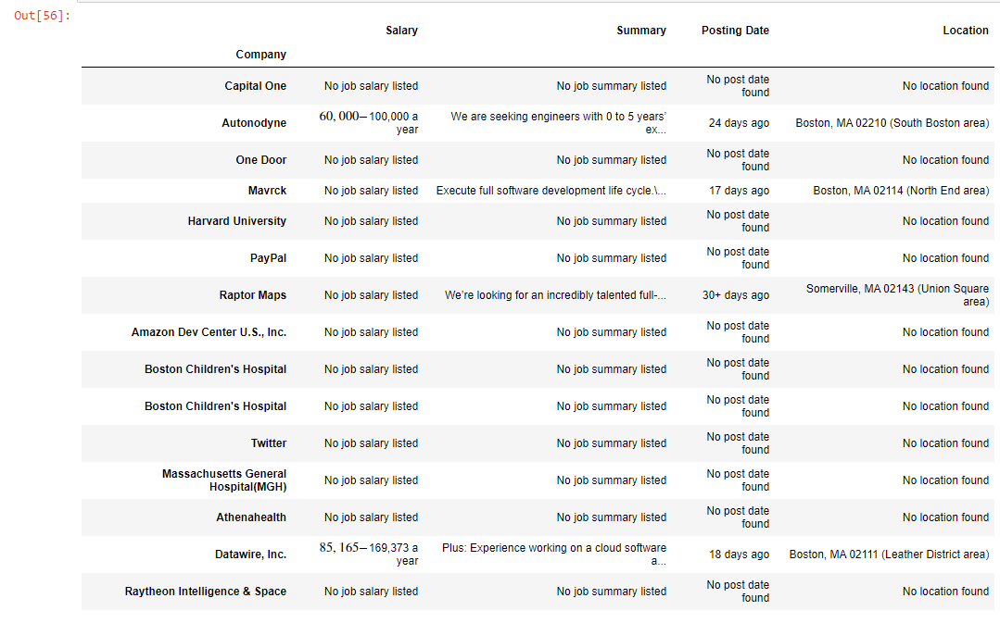 Out[56]:
Salary Summary Posting Date Location
Company
Capital One No job salary listed No job summary listed No post date found No location found
Autonodyne 60,000−100,000 a year We are seeking engineers with 0 to 5 years’ ex... 24 days ago Boston, MA 02210 (South Boston area)
One Door No job salary listed No job summary listed No post date found No location found
Mavrck No job salary listed Execute full software development life cycle.\... 17 days ago Boston, MA 02114 (North End area)
Harvard University No job salary listed No job summary listed No post date found No location found
PayPal No job salary listed No job summary listed No post date found No location found
Raptor Maps No job salary listed We’re looking for an incredibly talented full-... 30+ days ago Somerville, MA 02143 (Union Square area)
Amazon Dev Center U.S., Inc. No job salary listed No job summary listed No post date found No location found
Boston Children's Hospital No job salary listed No job summary listed No post date found No location found
Boston Children's Hospital No job salary listed No job summary listed No post date found No location found
Twitter No job salary listed No job summary listed No post date found No location found
Massachusetts General Hospital(MGH) No job salary listed No job summary listed No post date found No location found
Athenahealth No job salary listed No job summary listed No post date found No location found
Datawire, Inc. 85,165−169,373 a year Plus: Experience working on a cloud software a... 18 days ago Boston, MA 02111 (Leather District area)
Raytheon Intelligence & Space No job salary listed No job summary listed No post date found No location found